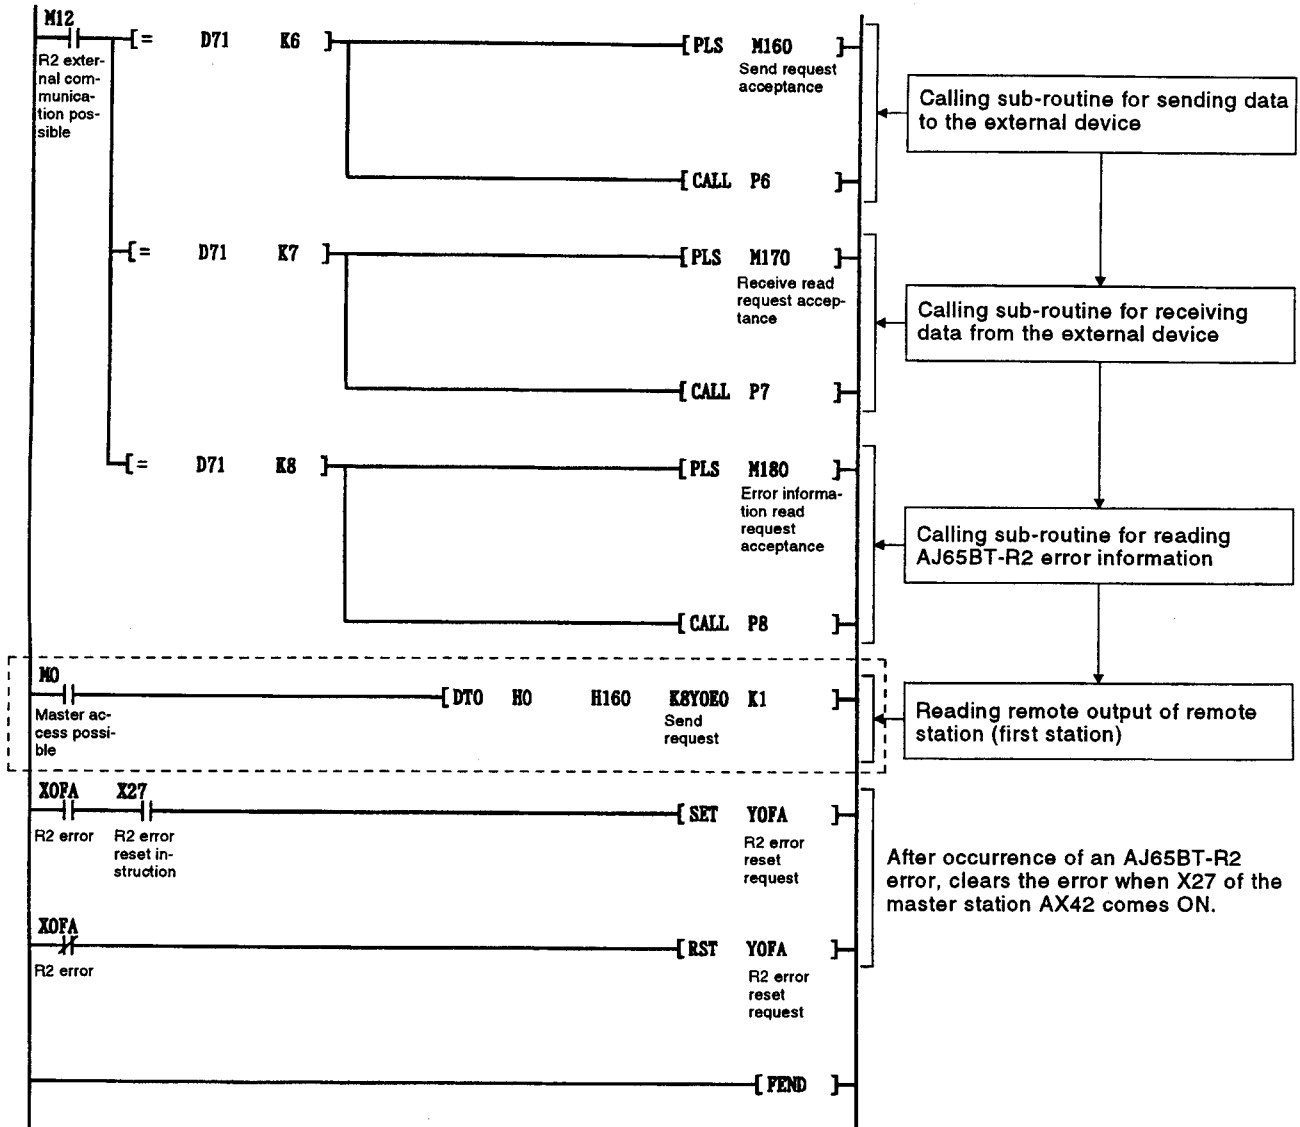 M12
[= D71 K6 ]
[PLS M160 ]
R2 exter-
nal com-
munica-
tion pos-
sible
Send request
acceptance
Calling sub-routine for sending data
to the external device
[CALL P6 ]
[= D71 K7 ]
[PLS M170 ]
Receive read
request accep-
tance
Calling sub-routine for receiving
data from the external device
[CALL P7 ]
[= D71 K8 ]
[PLS M180 ]
Error informa-
tion read
request
acceptance
Calling sub-routine for reading
AJ65BT-R2 error information
[CALL P8 ]
M0
[DTO H0 H160 K8Y0E0 K1 ]
Master ac-
cess possi-
ble
Send
request
Reading remote output of remote
station (first station)
X0FA X27
[SET Y0FA ]
R2 error
R2 error
reset in-
struction
R2 error
reset
request
After occurrence of an AJ65BT-R2
error, clears the error when X27 of the
master station AX42 comes ON.
X0FA
[RST Y0FA ]
R2 error
R2 error
reset
request
[FEND ]